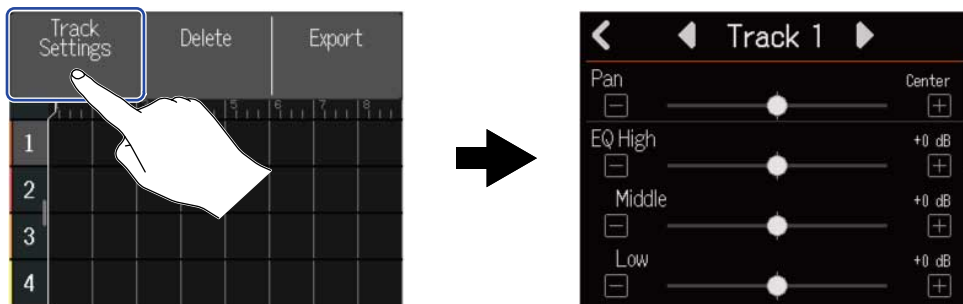 Track
Settings
Delete
Export
5
6
7
8
1
2
3
4
Track 1
Pan
Center
EQ High
+0 dB
Middle
+0 dB
Low
+0 dB